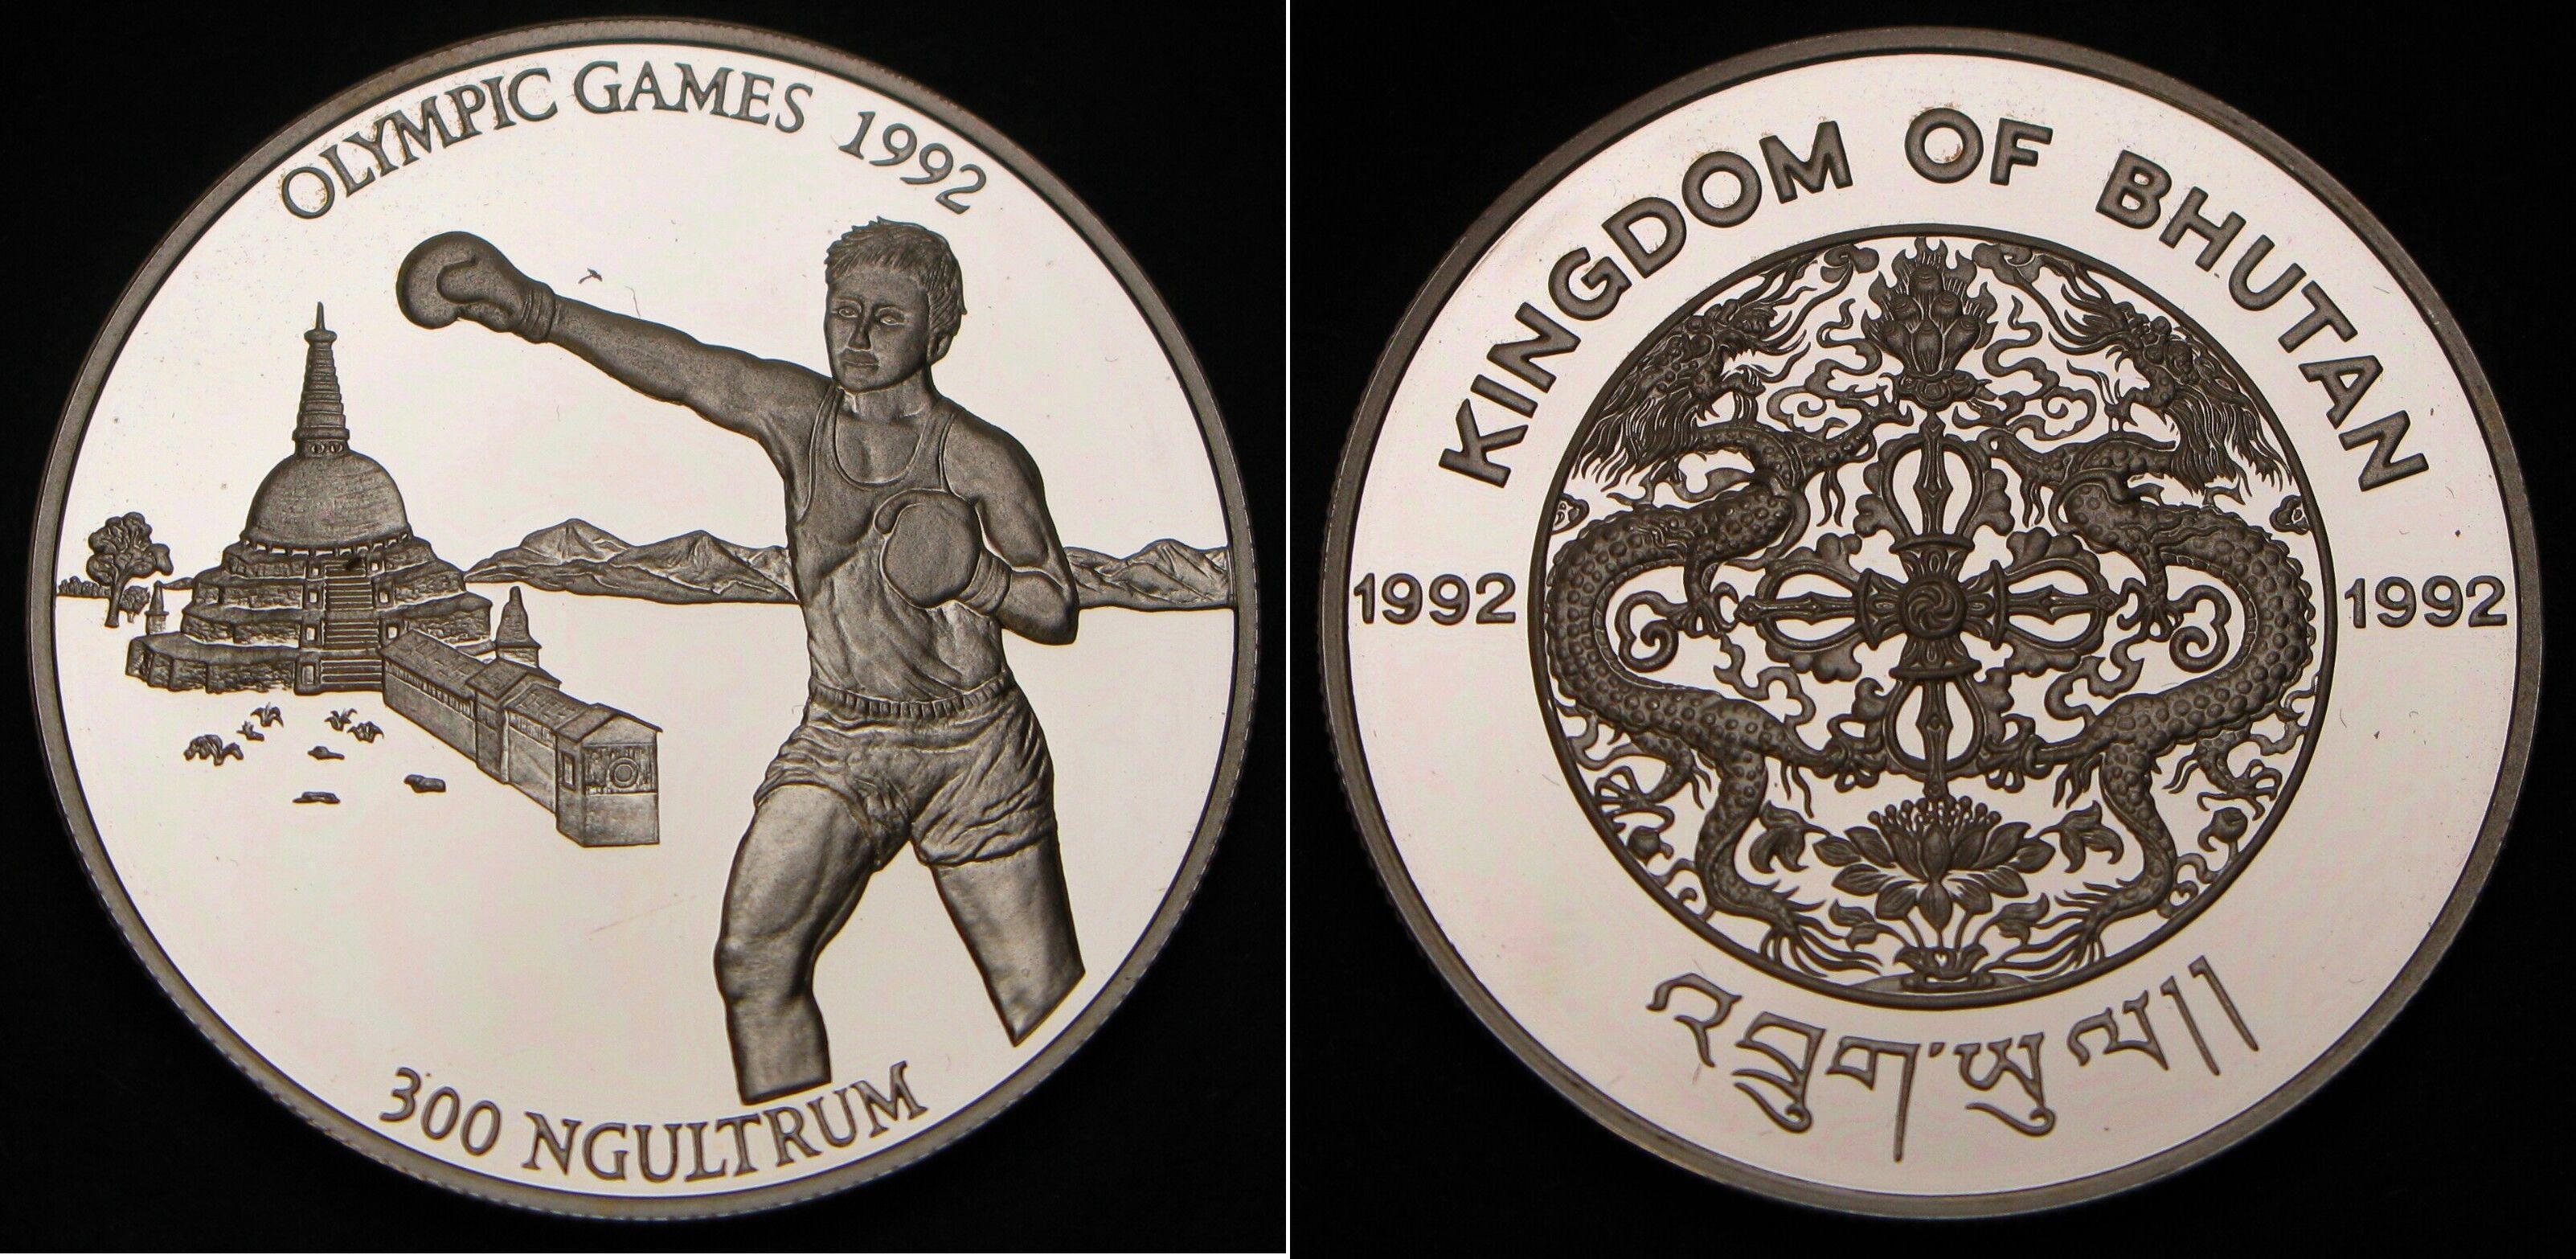 OLYMPIC GAMES 1992
300 NGULTRUM
KINGDOM OF BHUTAN
1992
1992
འབྲུག་ཡུལ།།